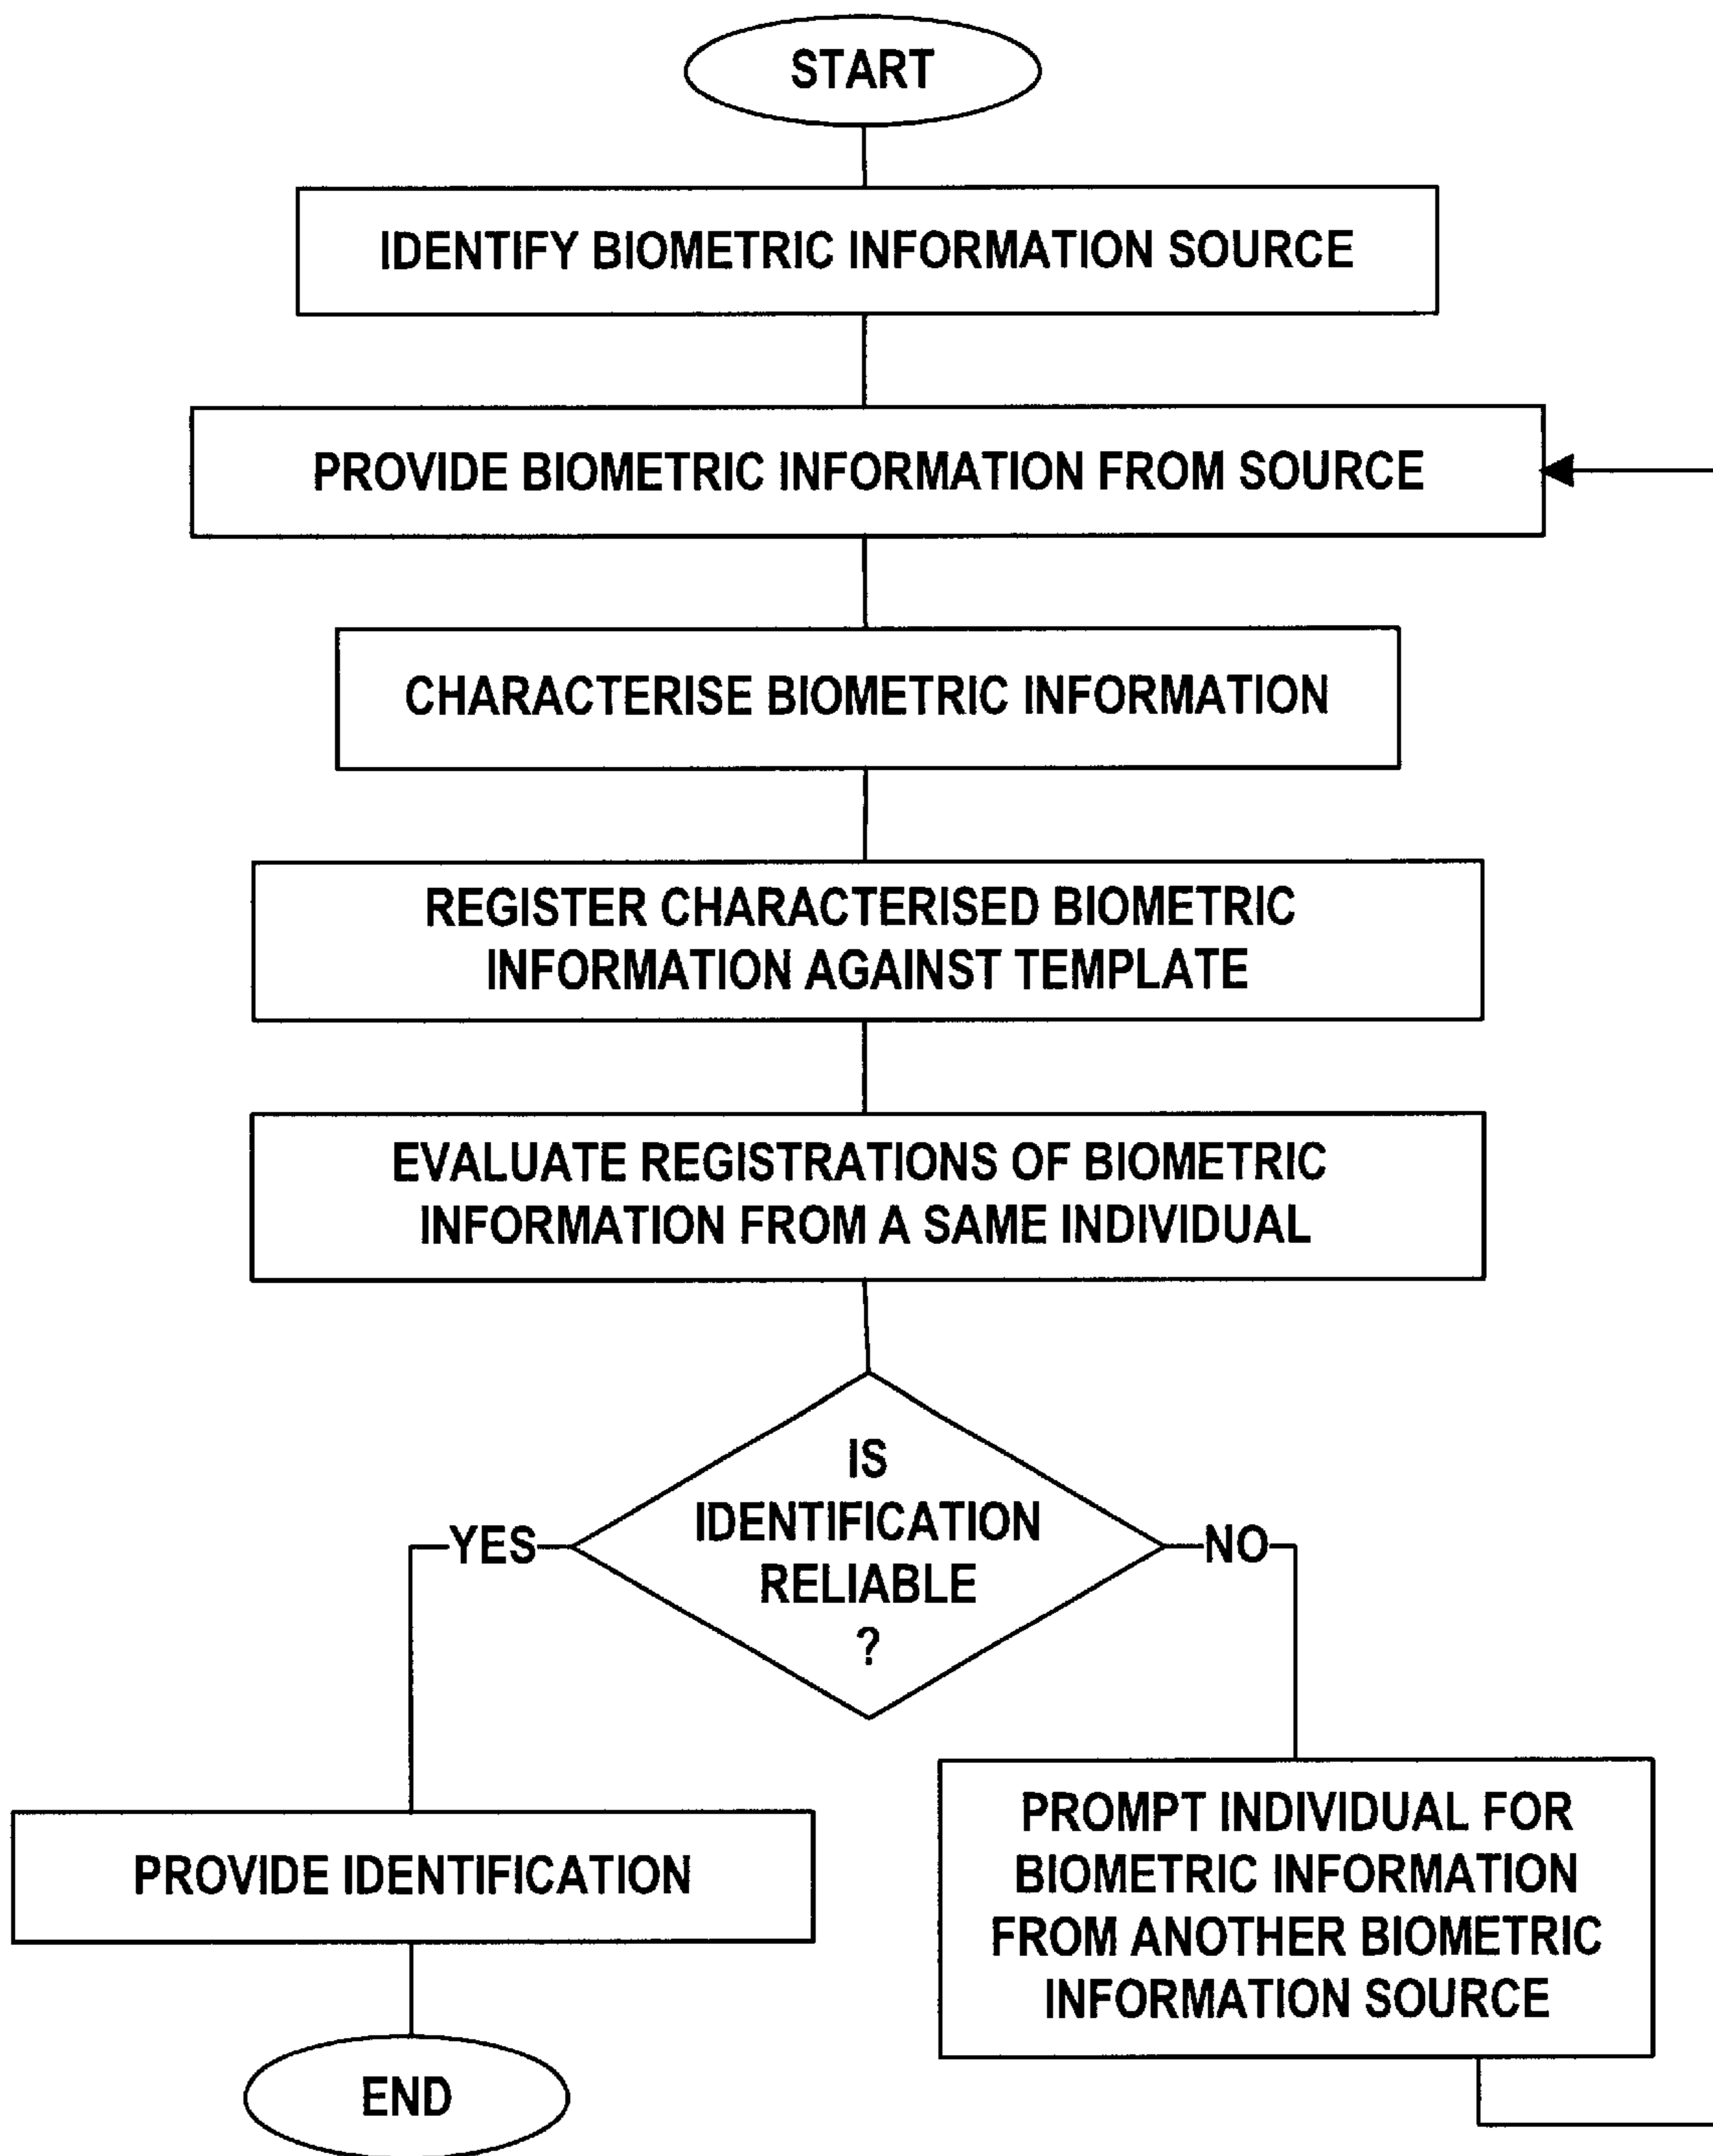 START
IDENTIFY BIOMETRIC INFORMATION SOURCE
PROVIDE BIOMETRIC INFORMATION FROM SOURCE
CHARACTERISE BIOMETRIC INFORMATION
REGISTER CHARACTERISED BIOMETRIC
INFORMATION AGAINST TEMPLATE
EVALUATE REGISTRATIONS OF BIOMETRIC
INFORMATION FROM A SAME INDIVIDUAL
IS
IDENTIFICATION
RELIABLE
?
YES
NO
PROVIDE IDENTIFICATION
PROMPT INDIVIDUAL FOR
BIOMETRIC INFORMATION
FROM ANOTHER BIOMETRIC
INFORMATION SOURCE
END